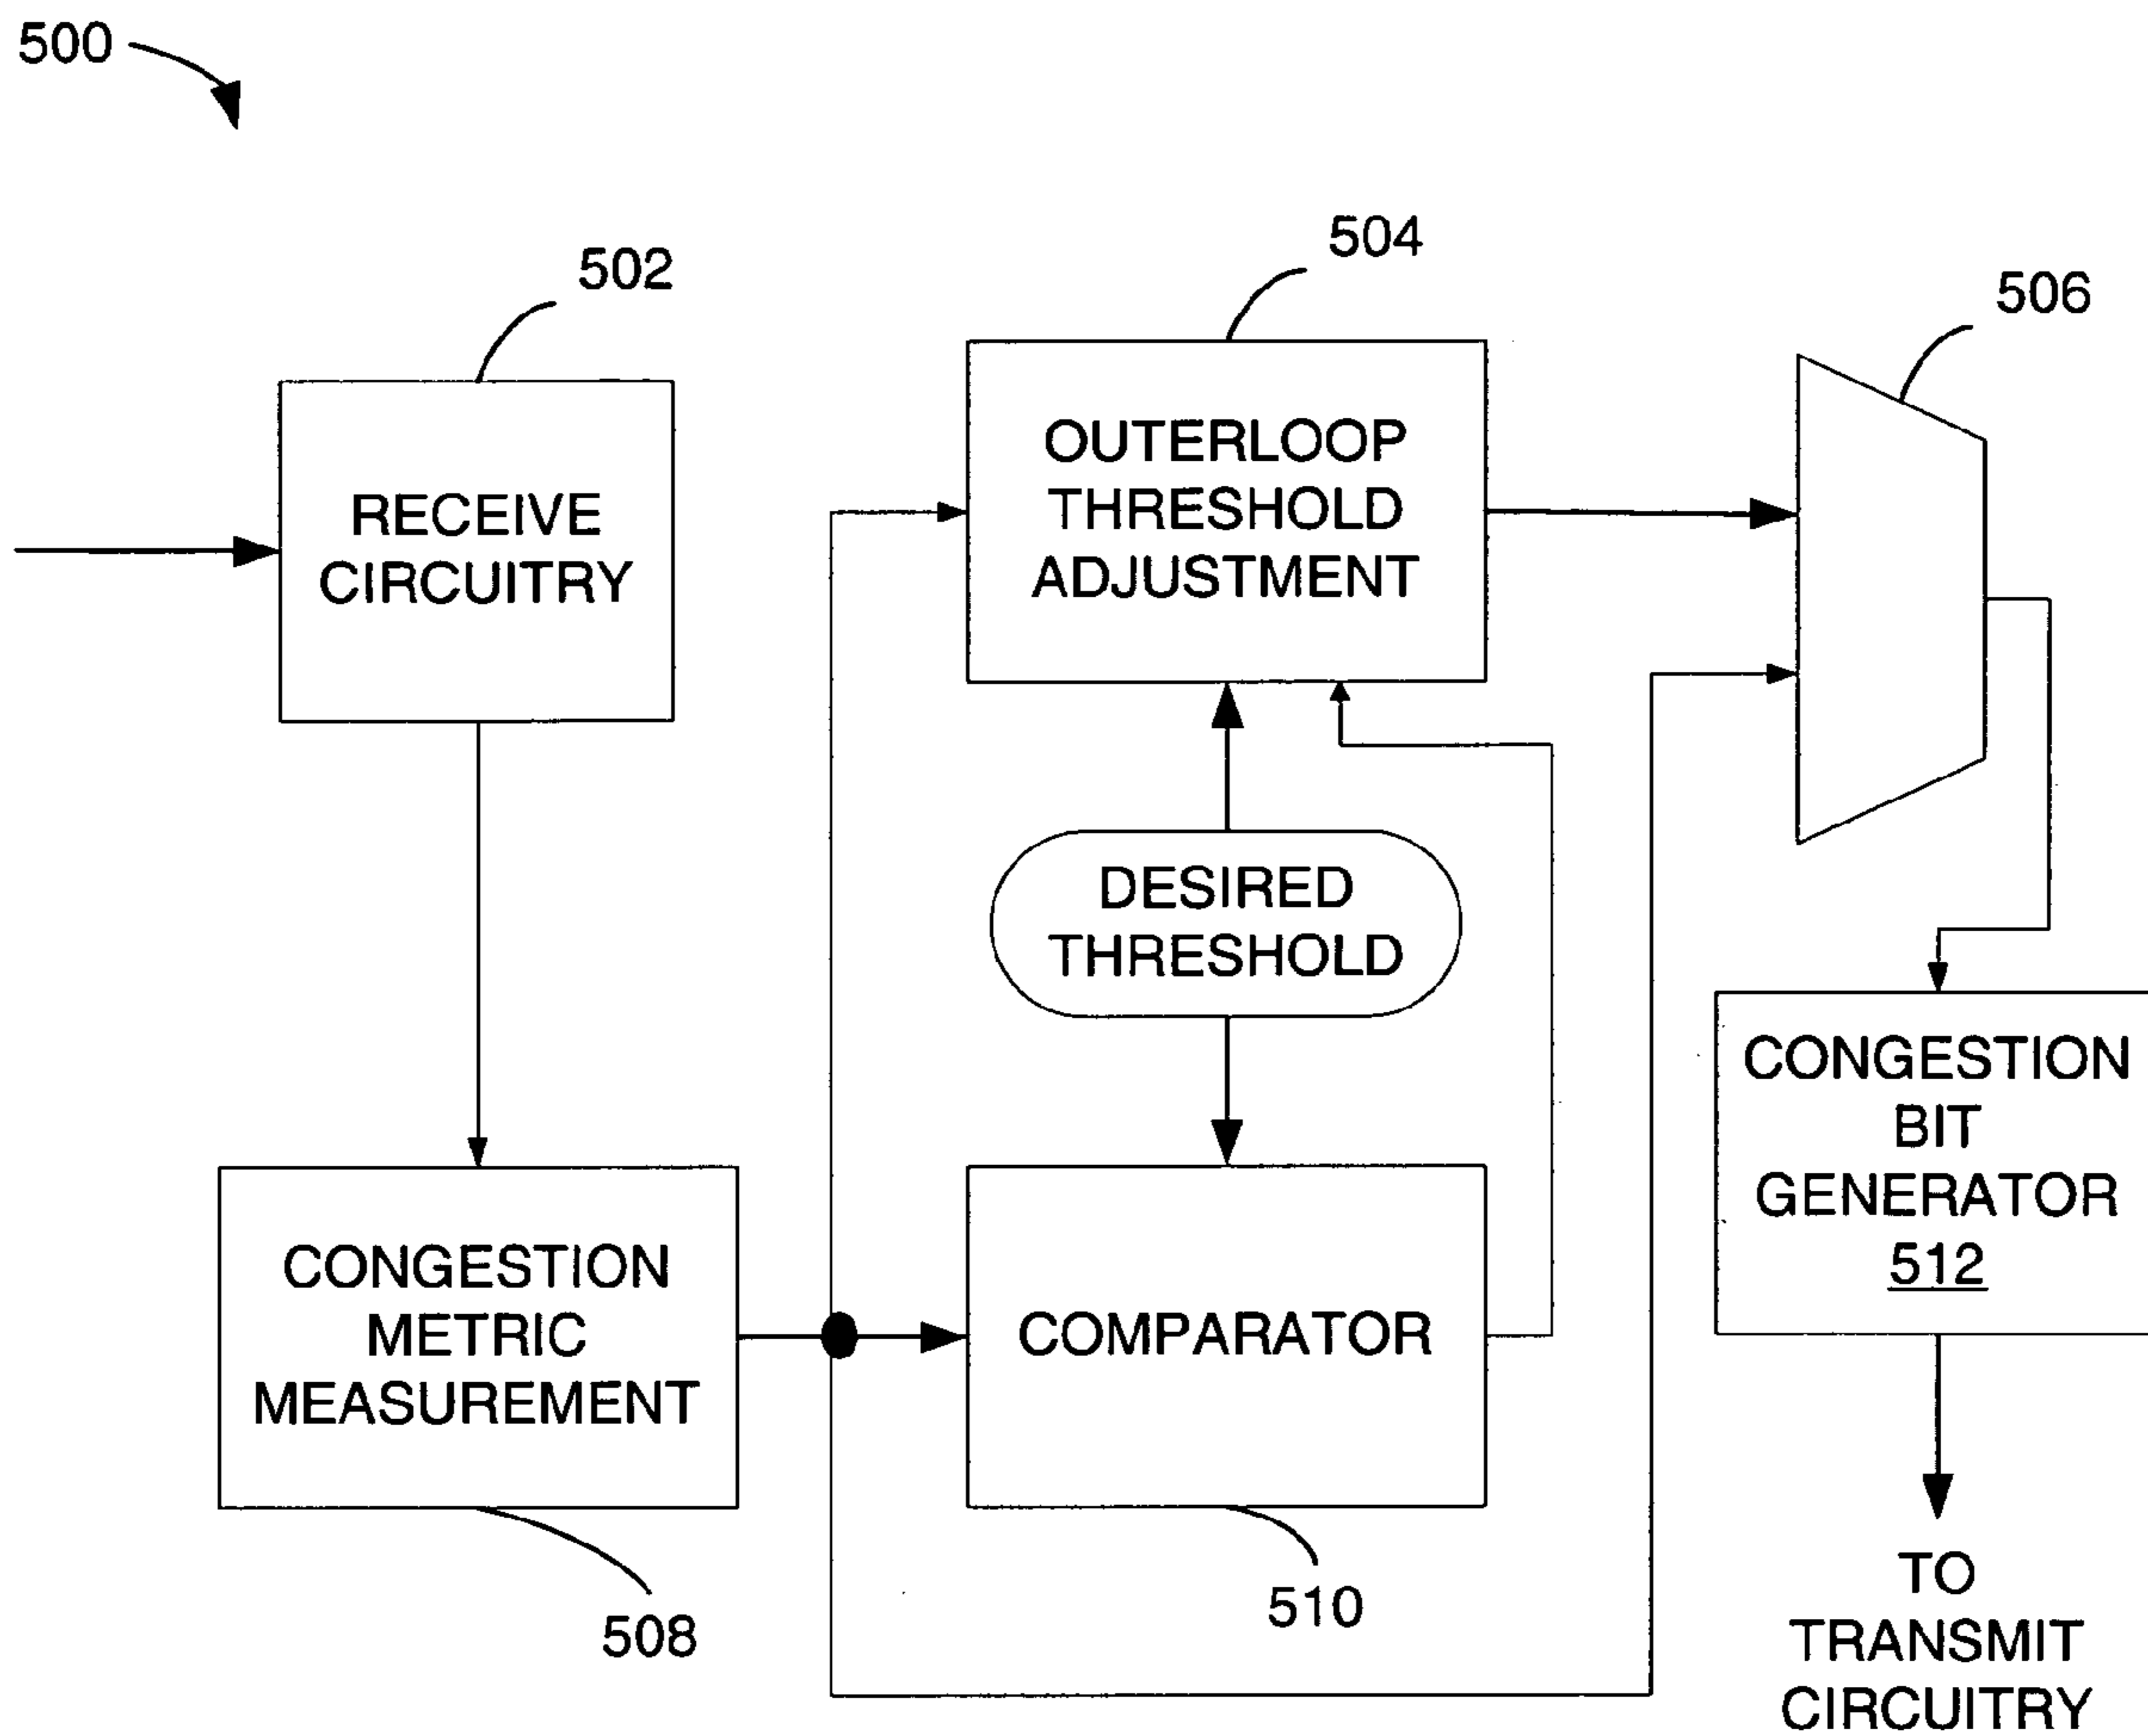 500
502
504
506
RECEIVE
CIRCUITRY
OUTERLOOP
THRESHOLD
ADJUSTMENT
DESIRED
THRESHOLD
CONGESTION
METRIC
MEASUREMENT
508
COMPARATOR
510
CONGESTION
BIT
GENERATOR
512
TO
TRANSMIT
CIRCUITRY